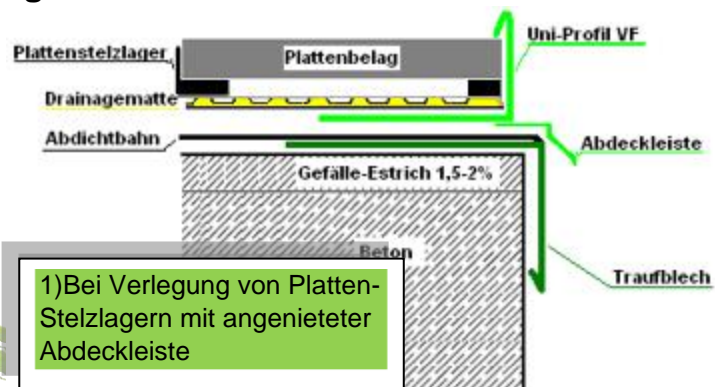 Uni-Profil VF
Plattenstelzlager
Plattenbelag
Drainagematte
Abdichtbahn
Abdeckleiste
Gefälle-Estrich 1,5-2%
Beton
Traufblech
1)Bei Verlegung von Platten-
Stelzlagern mit angenieteter
Abdeckleiste